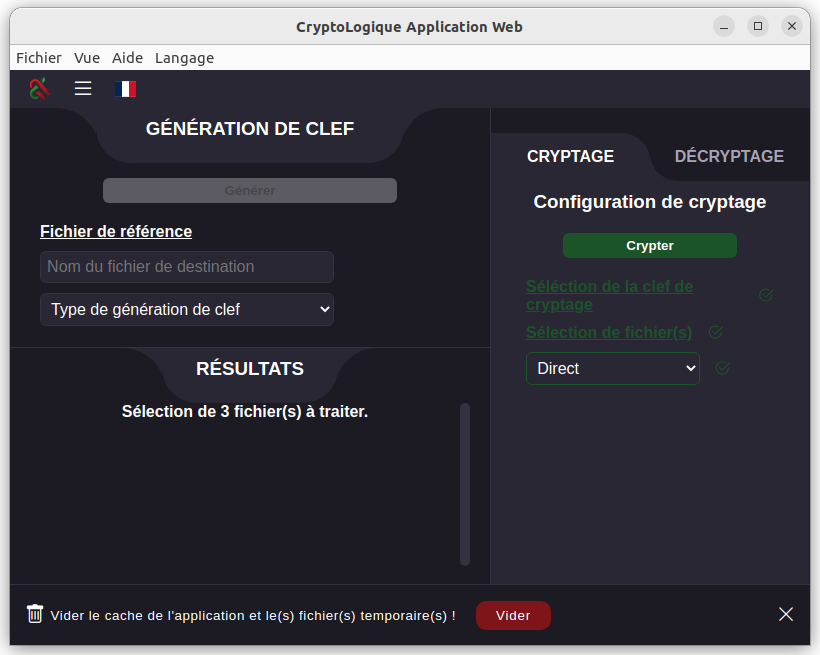 CryptoLogique Application Web
Fichier Vue Aide Langage
GÉNÉRATION DE CLEF
Générer
Fichier de référence
Nom du fichier de destination
Type de génération de clef
RÉSULTATS
Sélection de 3 fichier(s) à traiter.
CRYPTAGE DÉCRYPTAGE
Configuration de cryptage
Crypter
Séléction de la clef de
cryptage
Sélection de fichier(s)
Direct
Vider le cache de l'application et le(s) fichier(s) temporaire(s) ! Vider